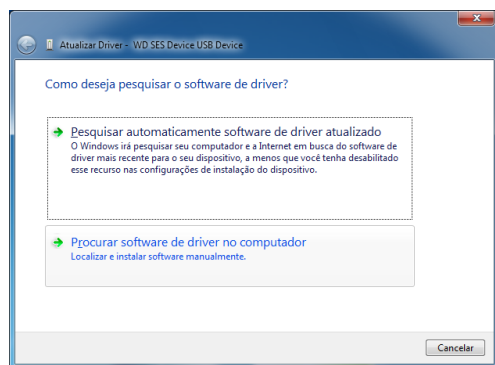 Atualizar Driver - WD SES Device USB Device
Como deseja pesquisar o software de driver?
Pesquisar automaticamente software de driver atualizado
O Windows irá pesquisar seu computador e a Internet em busca do software de
driver mais recente para o seu dispositivo, a menos que você tenha desabilitado
esse recurso nas configurações de instalação do dispositivo.
Procurar software de driver no computador
Localizar e instalar software manualmente.
Cancelar